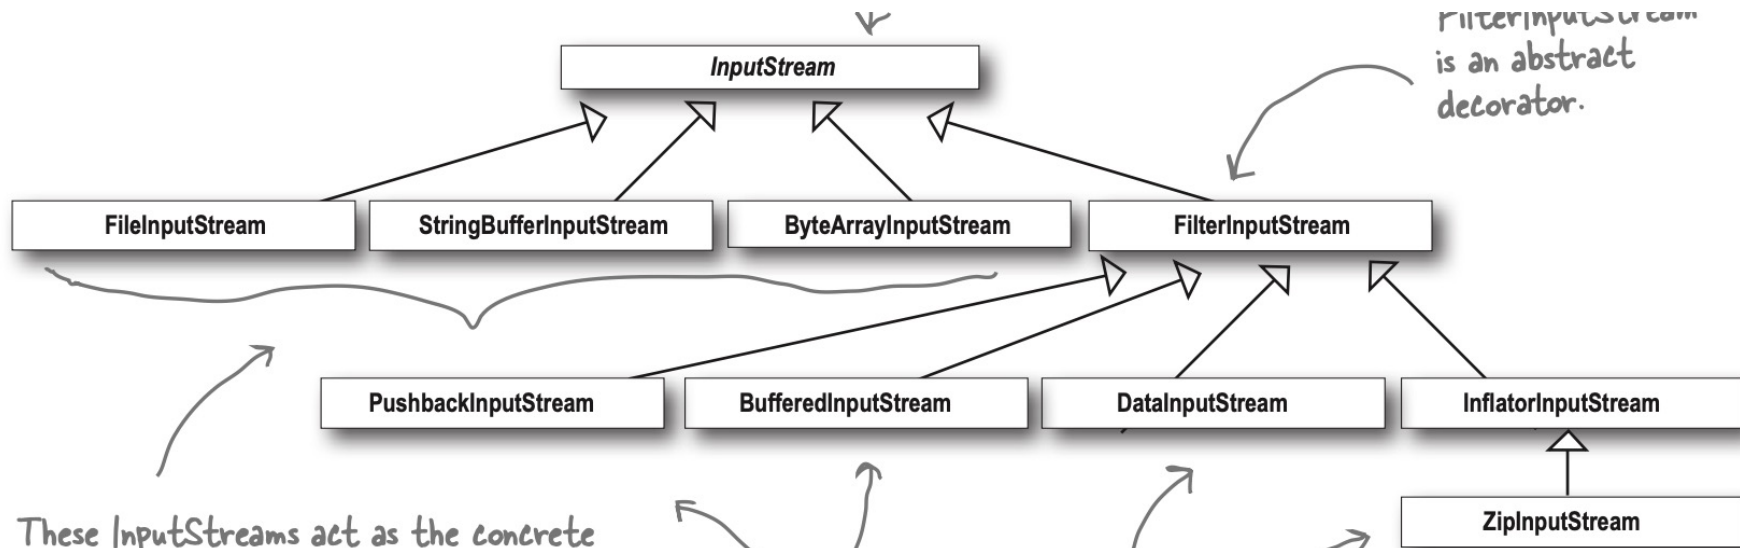 FilterInputStream
is an abstract
decorator.
InputStream
FileInputStream
StringBufferInputStream
ByteArrayInputStream
FilterInputStream
PushbackInputStream
BufferedInputStream
DataInputStream
InflatorInputStream
ZipInputStream
These InputStreams act as the concrete